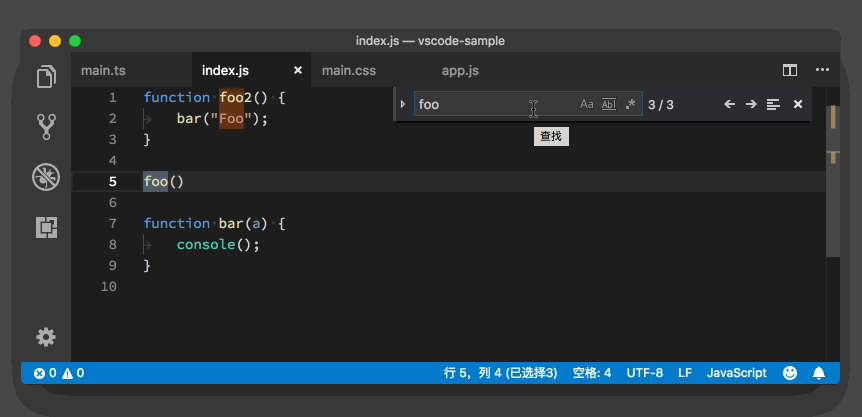 index.js — vscode-sample
main.ts index.js × main.css app.js
foo Aa Abl .* 3 / 3
查找
1 function foo2() {
2 bar("Foo");
3 }
4
5 foo()
6
7 function bar(a) {
8 console();
9 }
10
0 0 行 5，列 4 (已选择3) 空格: 4 UTF-8 LF JavaScript